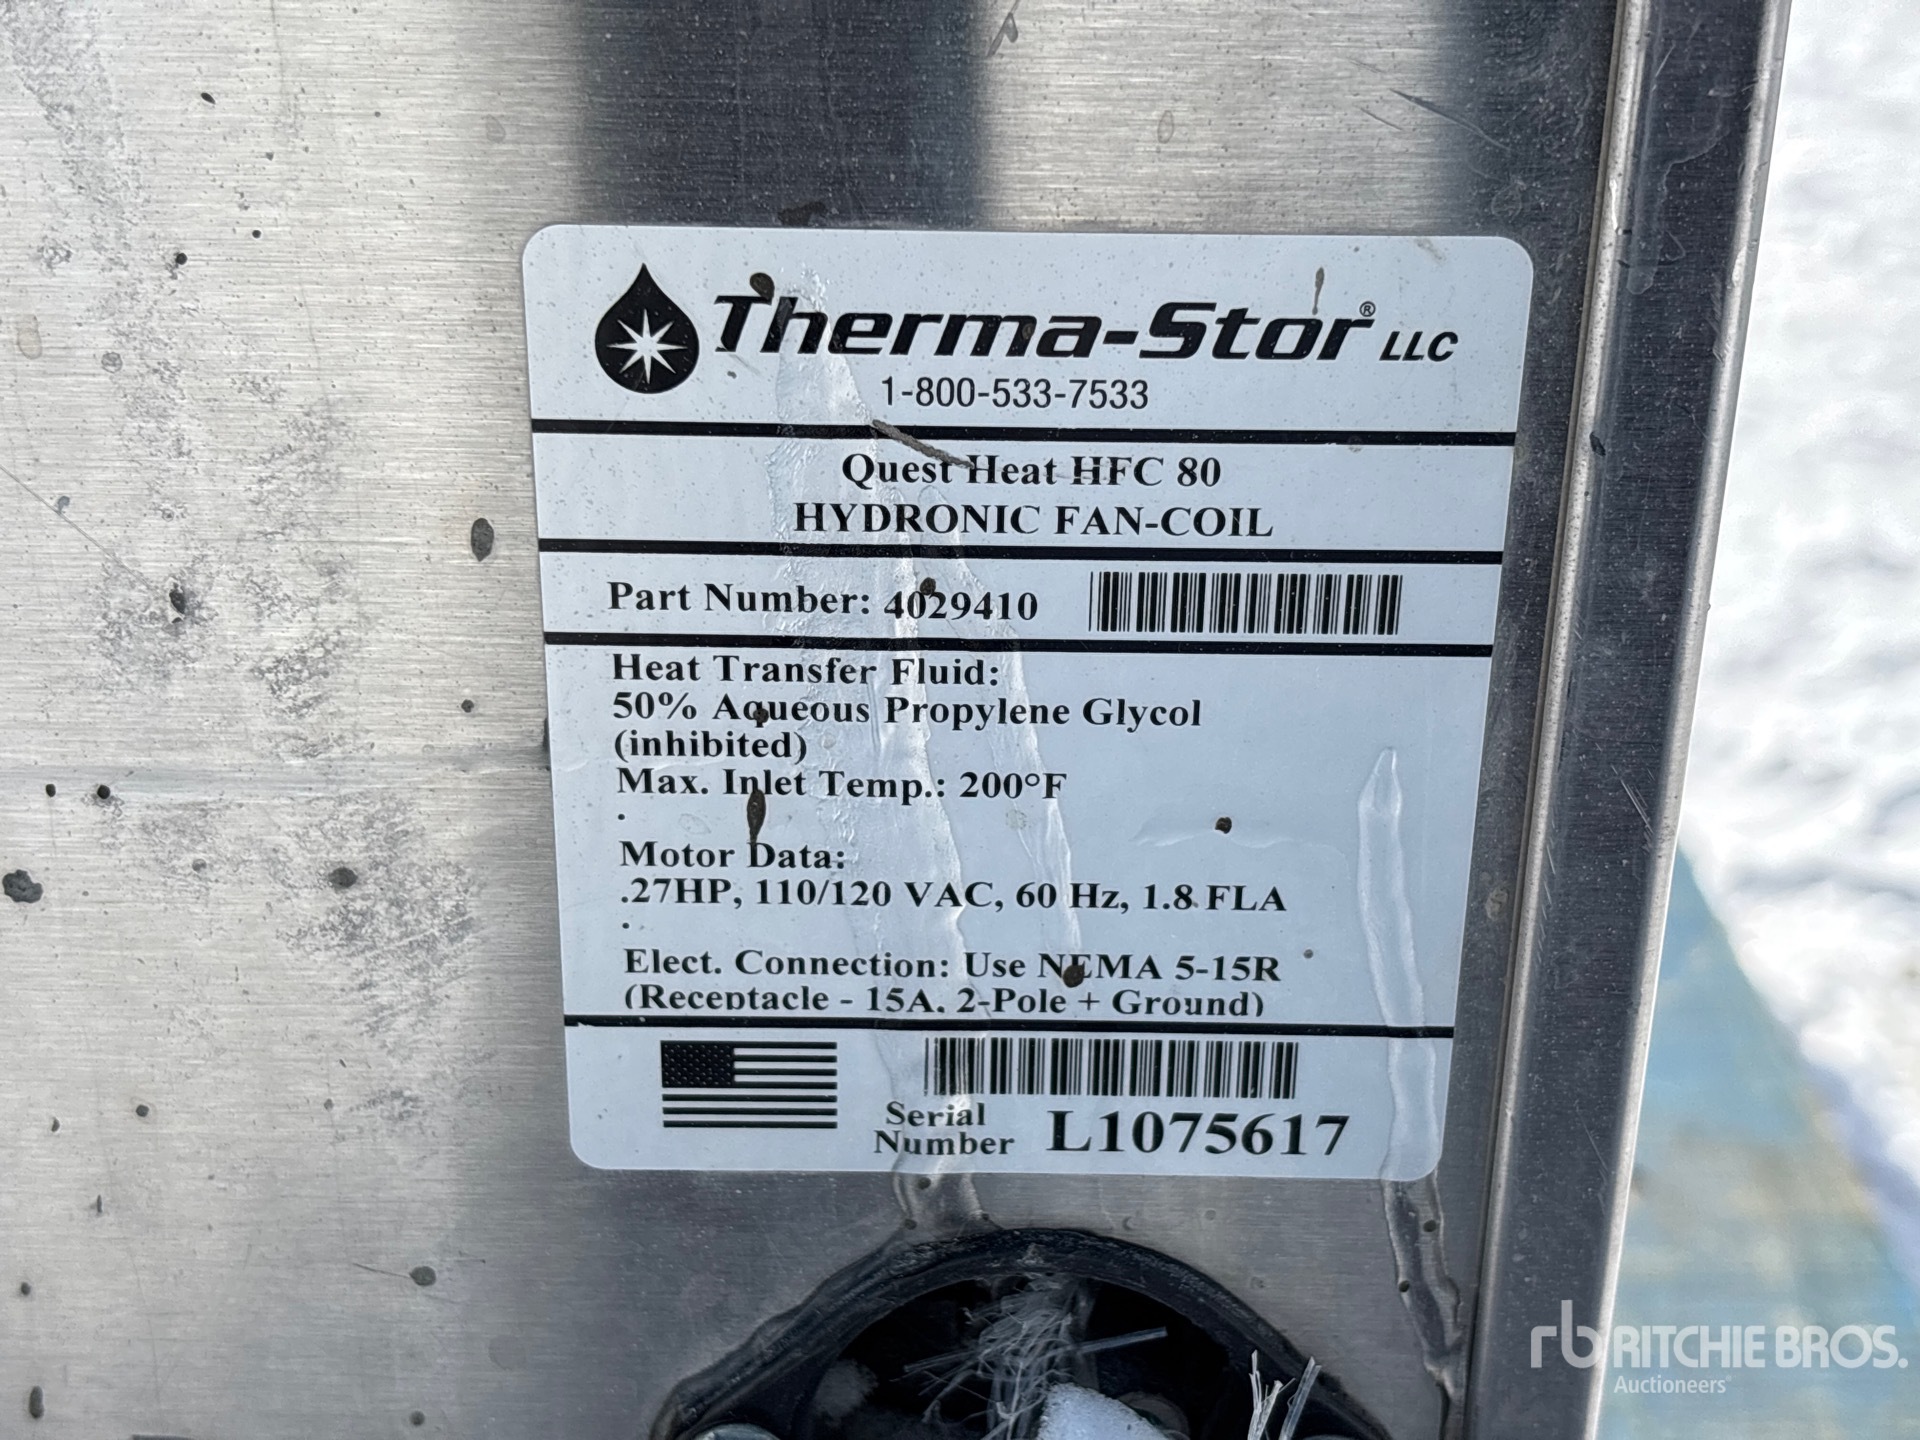 Therma-Stor® LLC
1-800-533-7533
Quest Heat HFC 80
HYDRONIC FAN-COIL
Part Number: 4029410
Heat Transfer Fluid:
50% Aqueous Propylene Glycol
(inhibited)
Max. Inlet Temp.: 200°F
.
Motor Data:
.27HP, 110/120 VAC, 60 Hz, 1.8 FLA
.
Elect. Connection: Use NEMA 5-15R
(Receptacle - 15A, 2-Pole + Ground)
Serial
Number L1075617
rb RITCHIE BROS.
Auctioneers